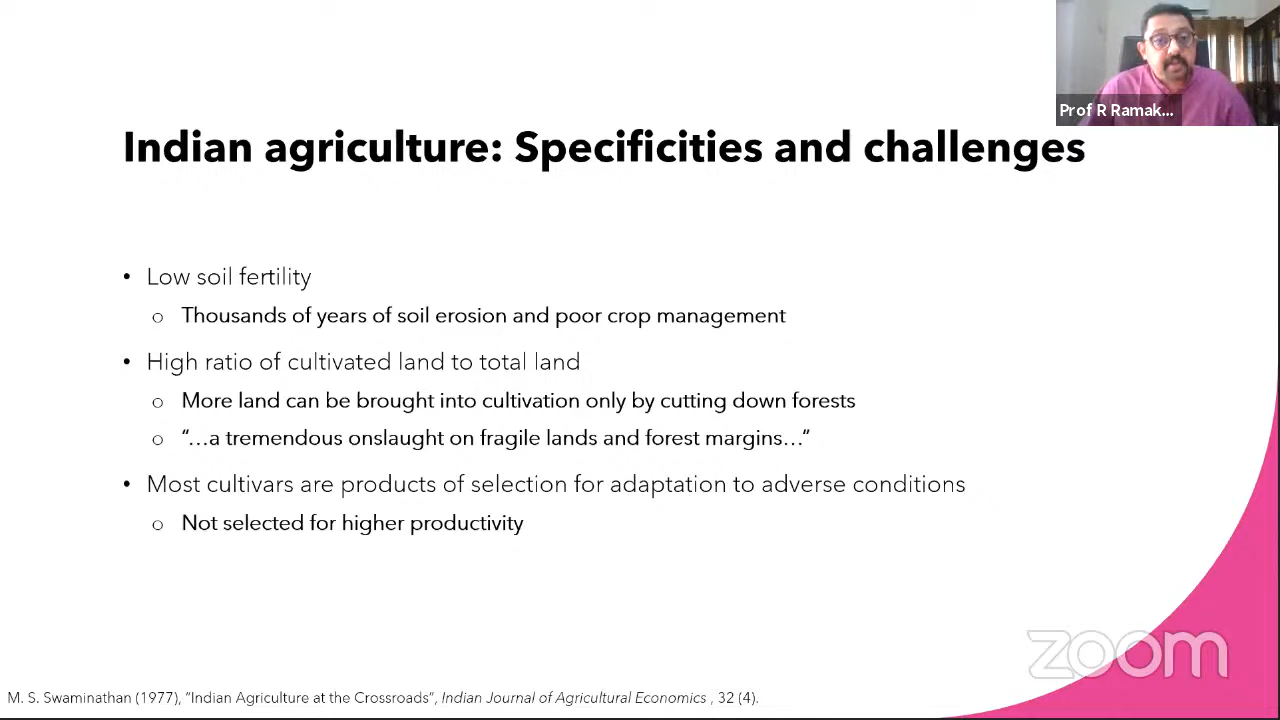 Prof R Ramak...
Indian agriculture: Specificities and challenges
• Low soil fertility
o Thousands of years of soil erosion and poor crop management
• High ratio of cultivated land to total land
o More land can be brought into cultivation only by cutting down forests
o “…a tremendous onslaught on fragile lands and forest margins…“
• Most cultivars are products of selection for adaptation to adverse conditions
o Not selected for higher productivity
zoom
M. S. Swaminathan (1977), “Indian Agriculture at the Crossroads”, Indian Journal of Agricultural Economics , 32 (4).